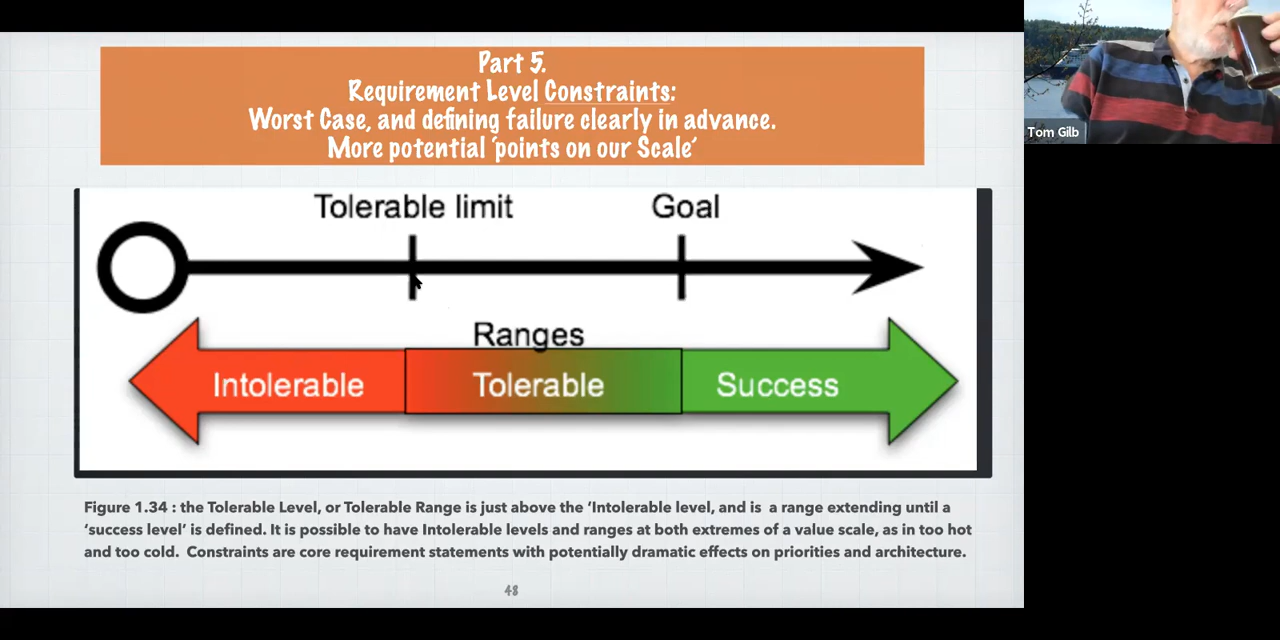 Part 5.
Requirement Level Constraints:
Worst Case, and defining failure clearly in advance.
More potential 'points on our Scale'
Tom Gilb
Tolerable limit
Goal
Ranges
Intolerable
Tolerable
Success
Figure 1.34 : the Tolerable Level, or Tolerable Range is just above the 'Intolerable level, and is a range extending until a
'success level' is defined. It is possible to have Intolerable levels and ranges at both extremes of a value scale, as in too hot
and too cold. Constraints are core requirement statements with potentially dramatic effects on priorities and architecture.
48